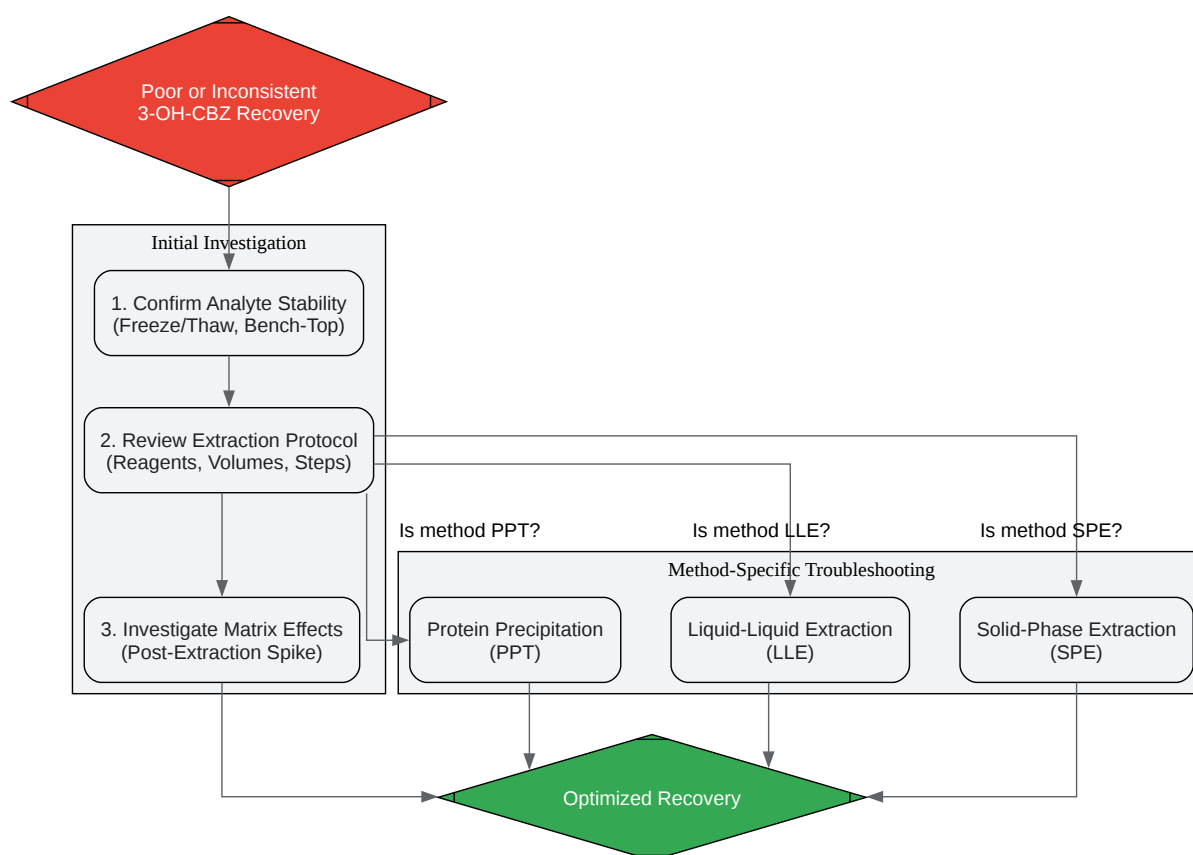 Poor or Inconsistent
3-OH-CBZ Recovery
Initial Investigation
1. Confirm Analyte Stability
(Freeze/Thaw, Bench-Top)
2. Review Extraction Protocol
(Reagents, Volumes, Steps)
3. Investigate Matrix Effects
(Post-Extraction Spike)
Is method PPT?
Is method LLE?
Is method SPE?
Method-Specific Troubleshooting
Protein Precipitation
(PPT)
Liquid-Liquid Extraction
(LLE)
Solid-Phase Extraction
(SPE)
Optimized Recovery